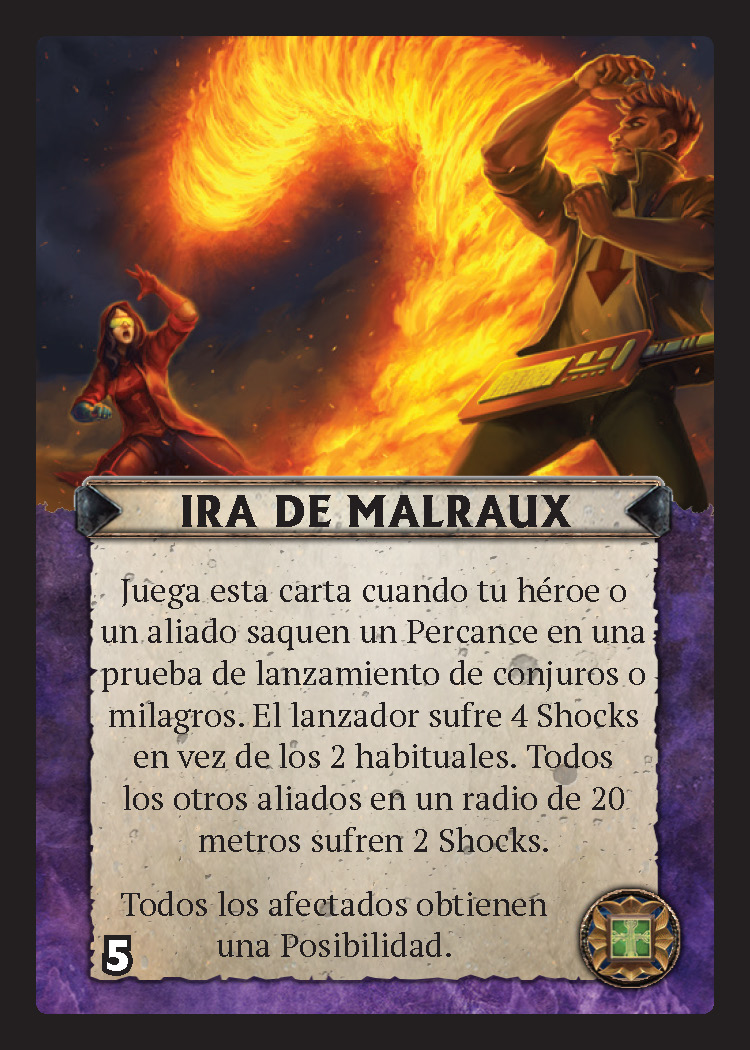 IRA DE MALRAUX
Juega esta carta cuando tu héroe o
un aliado saquen un Percance en una
prueba de lanzamiento de conjuros o
milagros. El lanzador sufre 4 Shocks
en vez de los 2 habituales. Todos
los otros aliados en un radio de 20
metros sufren 2 Shocks.
Todos los afectados obtienen
una Posibilidad.
5